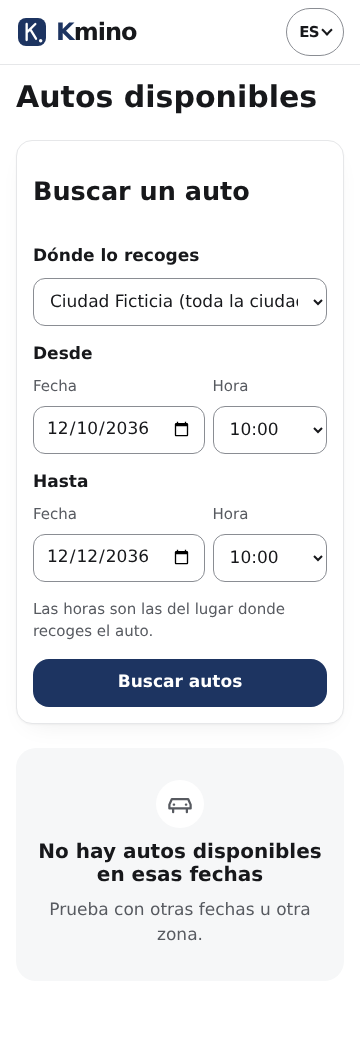 K. Kmino
ES
Autos disponibles
Buscar un auto
Dónde lo recoges
Ciudad Ficticia (toda la ciudad
Desde
Fecha Hora
12/10/2036 10:00
Hasta
Fecha Hora
12/12/2036 10:00
Las horas son las del lugar donde
recoges el auto.
Buscar autos
No hay autos disponibles
en esas fechas
Prueba con otras fechas u otra
zona.